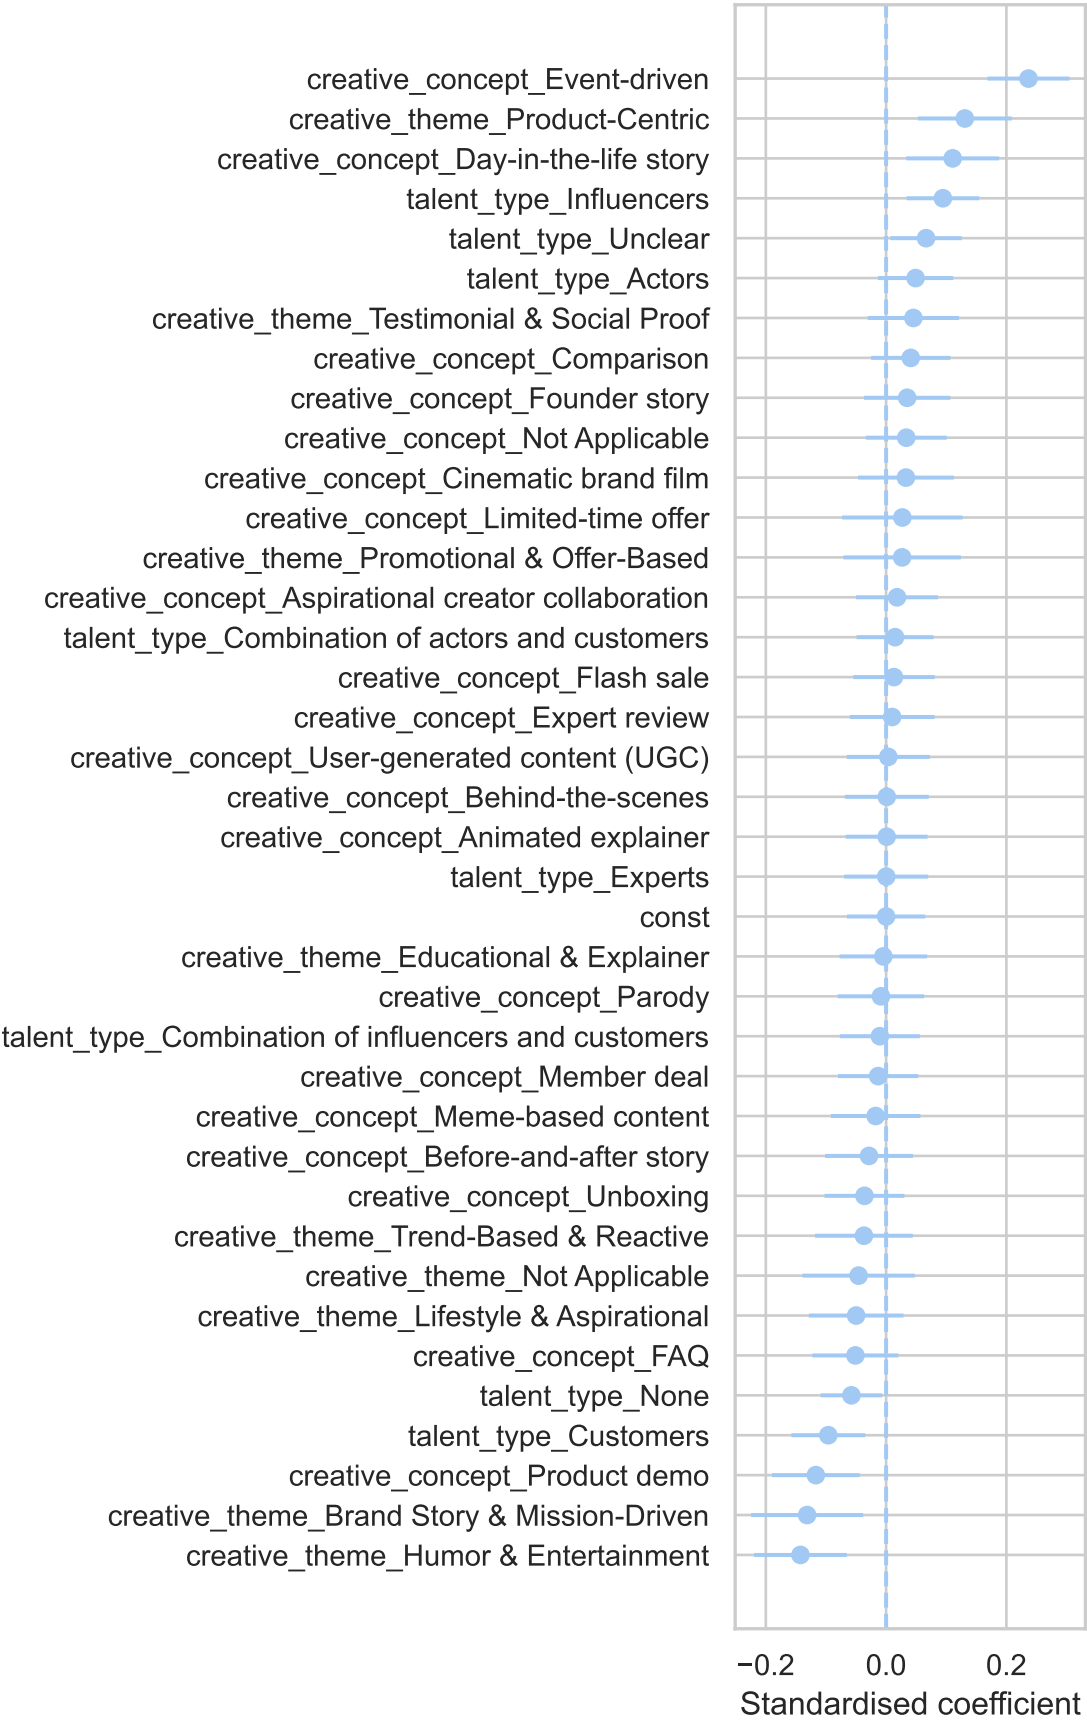 creative_concept_Event-driven
creative_theme_Product-Centric
creative_concept_Day-in-the-life story
talent_type_Influencers
talent_type_Unclear
talent_type_Actors
creative_theme_Testimonial & Social Proof
creative_concept_Comparison
creative_concept_Founder story
creative_concept_Not Applicable
creative_concept_Cinematic brand film
creative_concept_Limited-time offer
creative_theme_Promotional & Offer-Based
creative_concept_Aspirational creator collaboration
talent_type_Combination of actors and customers
creative_concept_Flash sale
creative_concept_Expert review
creative_concept_User-generated content (UGC)
creative_concept_Behind-the-scenes
creative_concept_Animated explainer
talent_type_Experts
const
creative_theme_Educational & Explainer
creative_concept_Parody
talent_type_Combination of influencers and customers
creative_concept_Member deal
creative_concept_Meme-based content
creative_concept_Before-and-after story
creative_concept_Unboxing
creative_theme_Trend-Based & Reactive
creative_theme_Not Applicable
creative_theme_Lifestyle & Aspirational
creative_concept_FAQ
talent_type_None
talent_type_Customers
creative_concept_Product demo
creative_theme_Brand Story & Mission-Driven
creative_theme_Humor & Entertainment
−0.2 0.0 0.2
Standardised coefficient